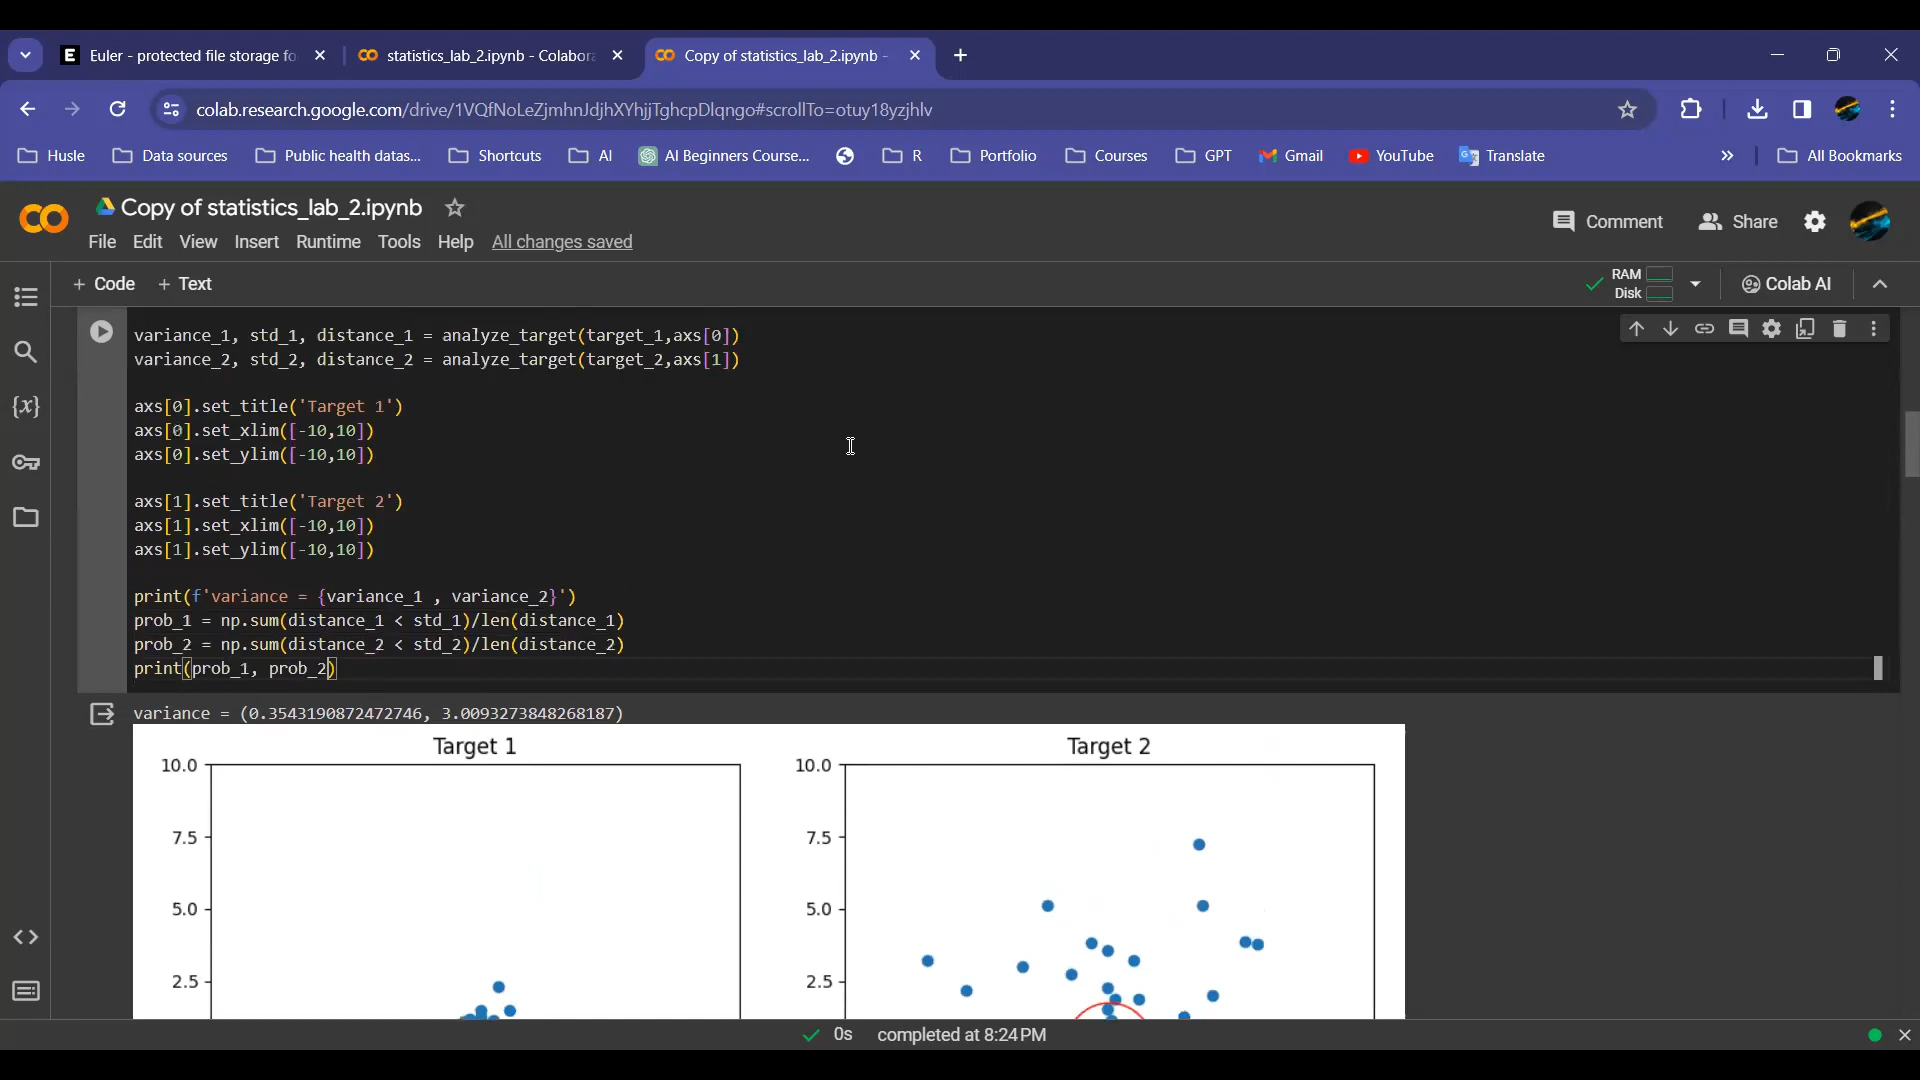 Euler - protected file storage fo
statistics_lab_2.ipynb - Colabora
Copy of statistics_lab_2.ipynb -
colab.research.google.com/drive/1VQfNoLeZjmhnJdjhXYhjjTghcpDlqngo#scrollTo=otuy18yzjhlv
Husle
Data sources
Public health datas...
Shortcuts
AI
AI Beginners Course...
R
Portfolio
Courses
GPT
Gmail
YouTube
Translate
All Bookmarks
Copy of statistics_lab_2.ipynb
File Edit View Insert Runtime Tools Help All changes saved
Comment
Share
+ Code + Text
RAM
Disk
Colab AI
variance_1, std_1, distance_1 = analyze_target(target_1,axs[0])
variance_2, std_2, distance_2 = analyze_target(target_2,axs[1])
axs[0].set_title('Target 1')
axs[0].set_xlim([-10,10])
axs[0].set_ylim([-10,10])
axs[1].set_title('Target 2')
axs[1].set_xlim([-10,10])
axs[1].set_ylim([-10,10])
print(f'variance = {variance_1 , variance_2}')
prob_1 = np.sum(distance_1 < std_1)/len(distance_1)
prob_2 = np.sum(distance_2 < std_2)/len(distance_2)
print(prob_1, prob_2)
variance = (0.3543190872472746, 3.0093273848268187)
Target 1
10.0
7.5
5.0
2.5
Target 2
10.0
7.5
5.0
2.5
0s completed at 8:24 PM